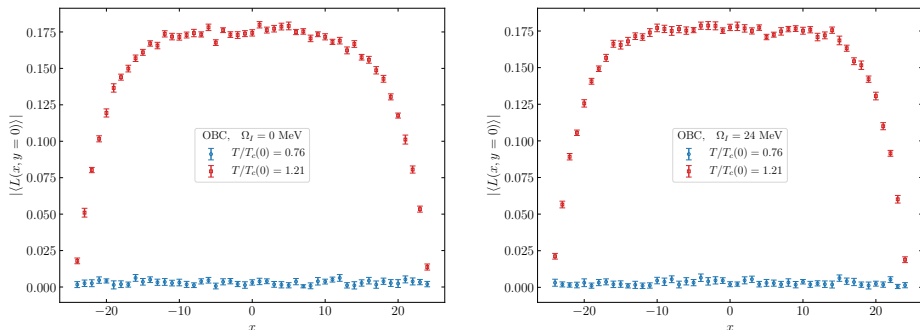 0.175
0.150
0.125
0.100
0.075
0.050
0.025
0.000
|⟨L(x, y = 0)⟩|
OBC, Ω_I = 0 MeV
T/T_c(0) = 0.76
T/T_c(0) = 1.21
−20 −10 0 10 20
x
0.175
0.150
0.125
0.100
0.075
0.050
0.025
0.000
|⟨L(x, y = 0)⟩|
OBC, Ω_I = 24 MeV
T/T_c(0) = 0.76
T/T_c(0) = 1.21
−20 −10 0 10 20
x